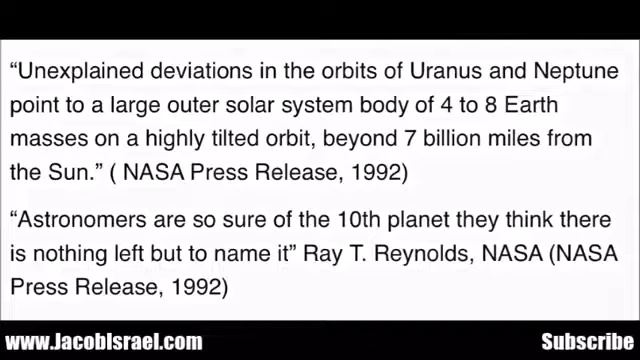 “Unexplained deviations in the orbits of Uranus and Neptune
point to a large outer solar system body of 4 to 8 Earth
masses on a highly tilted orbit, beyond 7 billion miles from
the Sun.” ( NASA Press Release, 1992)
“Astronomers are so sure of the 10th planet they think there
is nothing left but to name it” Ray T. Reynolds, NASA (NASA
Press Release, 1992)
www.JacobIsrael.com Subscribe